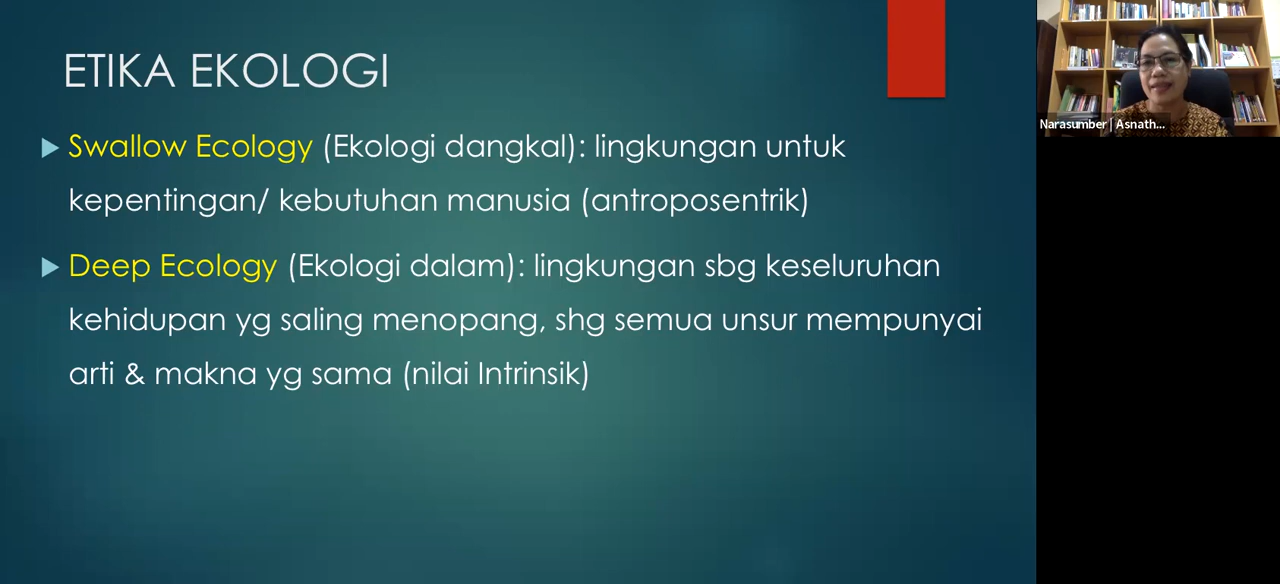 ETIKA EKOLOGI
Swallow Ecology (Ekologi dangkal): lingkungan untuk
kepentingan/ kebutuhan manusia (antroposentrik)
Deep Ecology (Ekologi dalam): lingkungan sbg keseluruhan
kehidupan yg saling menopang, shg semua unsur mempunyai
arti & makna yg sama (nilai Intrinsik)
Narasumber | Asnath...